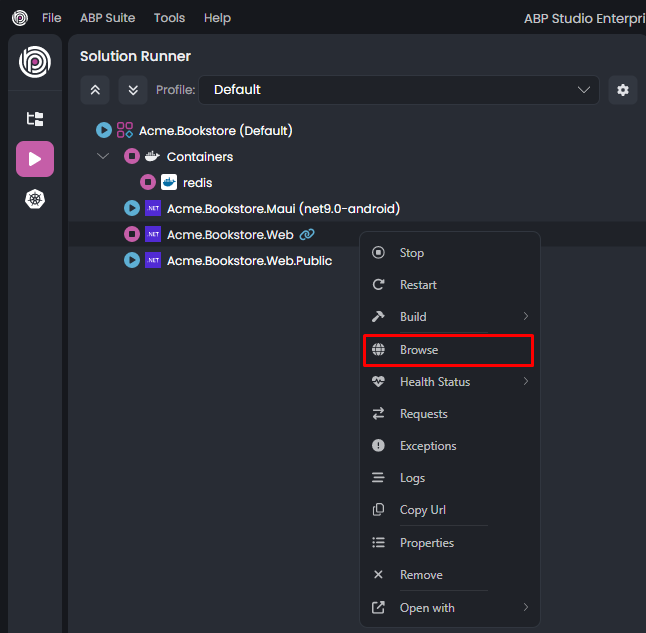 File ABP Suite Tools Help ABP Studio Enterpri
Solution Runner
Profile: Default
Acme.Bookstore (Default)
Containers
redis
.NET Acme.Bookstore.Maui (net9.0-android)
.NET Acme.Bookstore.Web
.NET Acme.Bookstore.Web.Public
Stop
Restart
Build
Browse
Health Status
Requests
Exceptions
Logs
Copy Url
Properties
Remove
Open with